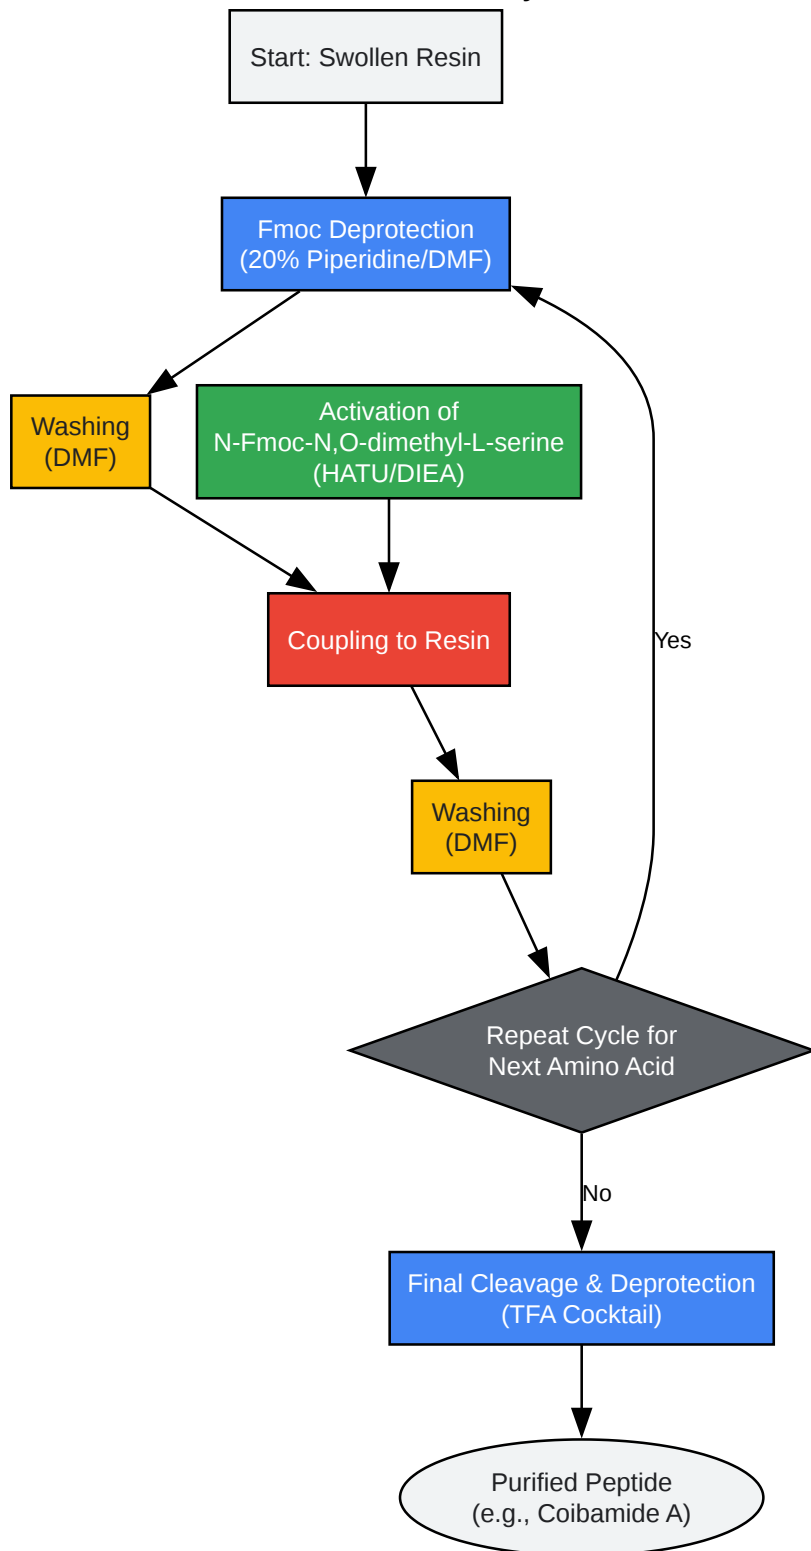 Start: Swollen Resin
Fmoc Deprotection
(20% Piperidine/DMF)
Washing
(DMF)
Activation of
N-Fmoc-N,O-dimethyl-L-serine
(HATU/DIEA)
Coupling to Resin
Yes
Washing
(DMF)
Repeat Cycle for
Next Amino Acid
No
Final Cleavage & Deprotection
(TFA Cocktail)
Purified Peptide
(e.g., Coibamide A)